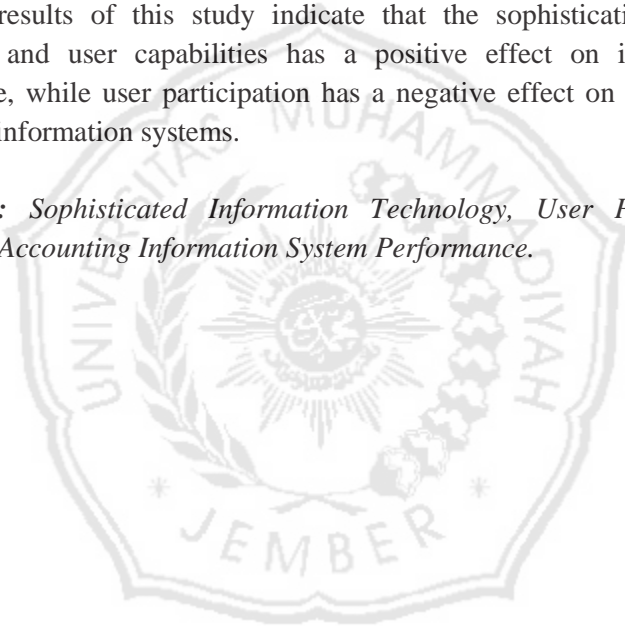 results of this study indicate that the sophisticati
and user capabilities has a positive effect on i
e, while user participation has a negative effect on
information systems.
: Sophisticated Information Technology, User P
Accounting Information System Performance.
UNIVERSITAS MUHAMMADIYAH
JEMBER